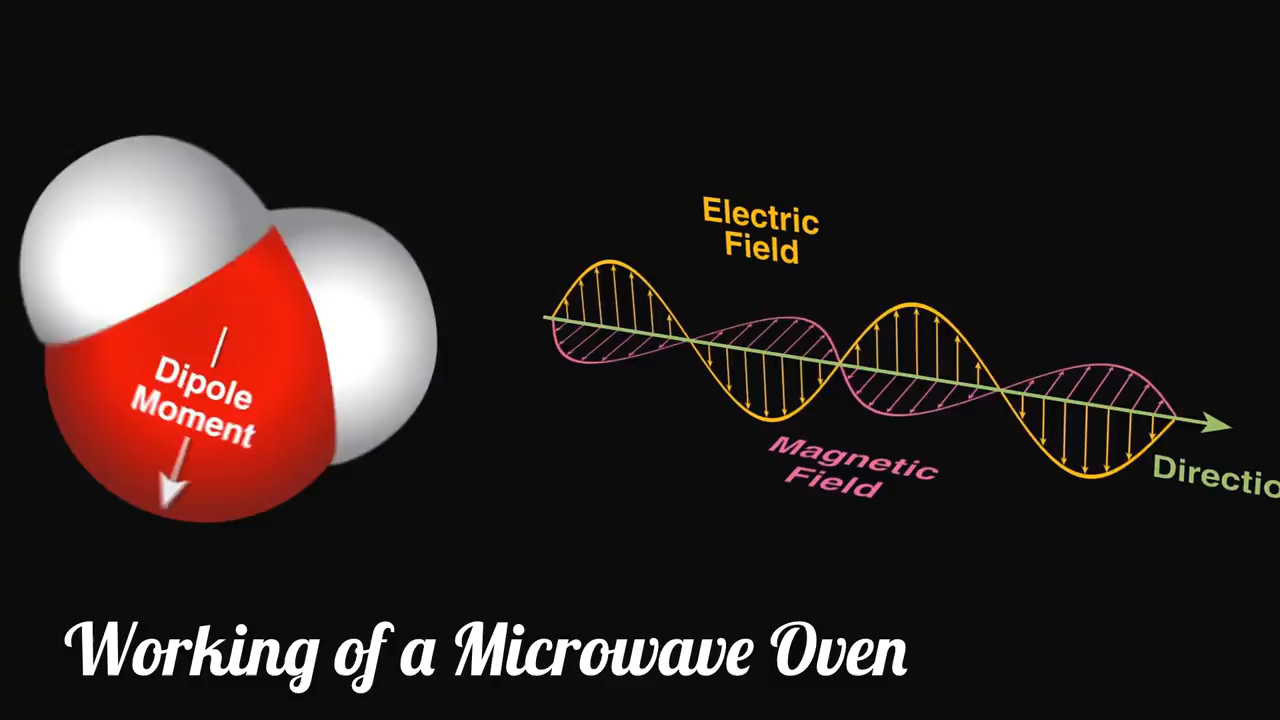 Dipole
Moment
Electric
Field
Magnetic
Field
Directio
Working of a Microwave Oven